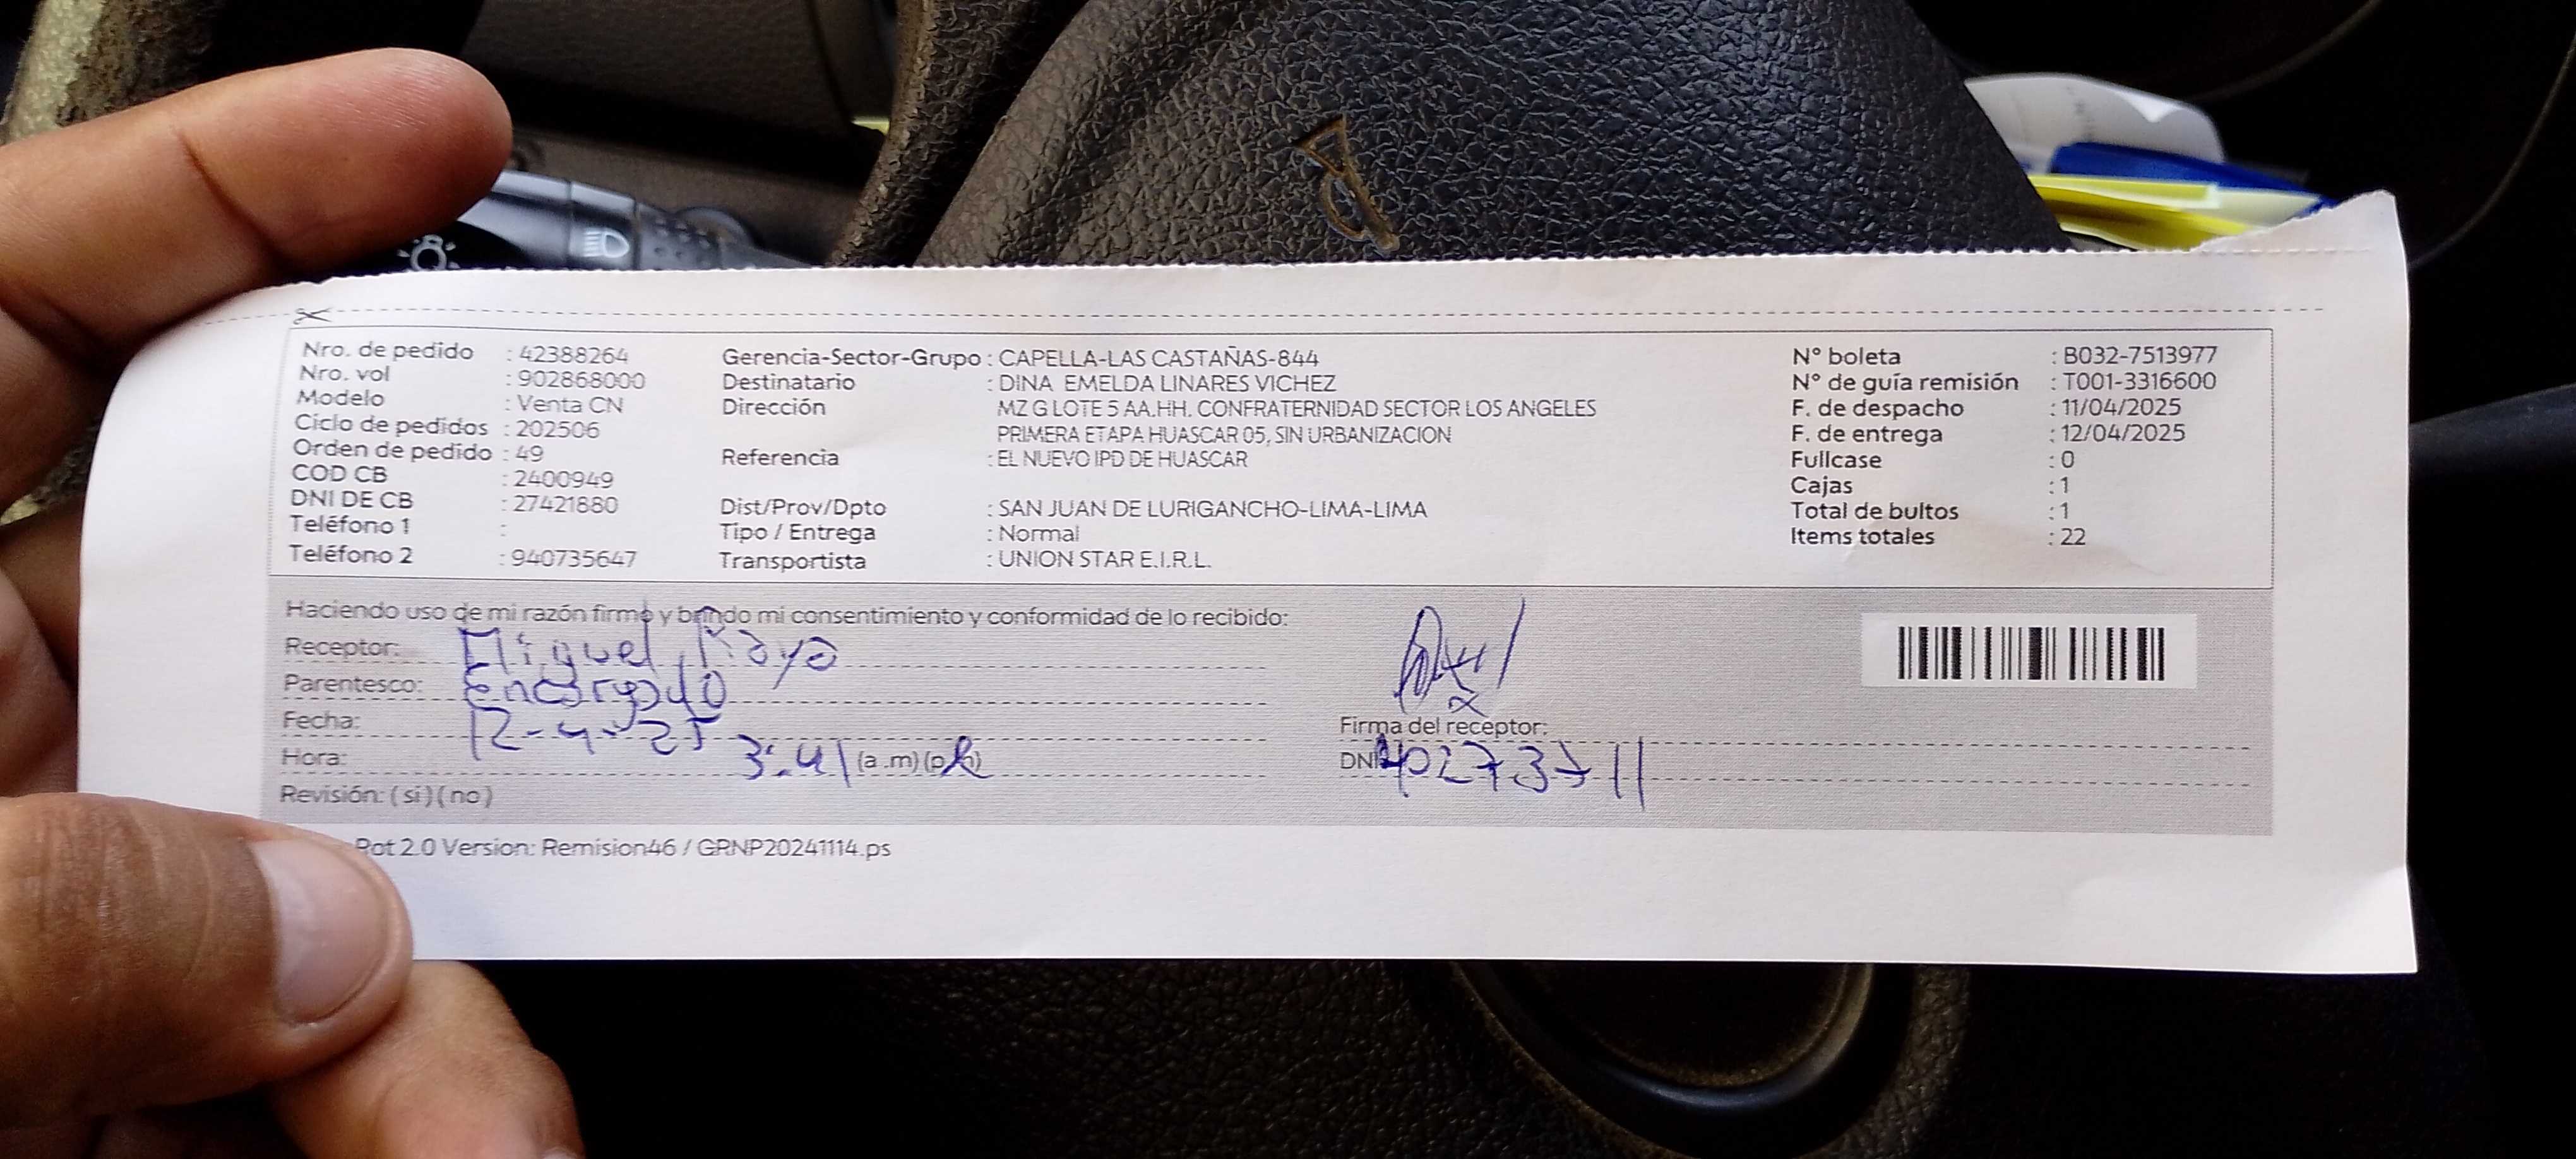 Nro. de pedido : 42388264
Nro. vol : 902868000
Modelo : Venta CN
Ciclo de pedidos : 202506
Orden de pedido : 49
COD CB : 2400949
DNI DE CB : 27421880
Teléfono 1 :
Teléfono 2 : 940735647
Gerencia-Sector-Grupo : CAPELLA-LAS CASTAÑAS-844
Destinatario : DINA EMELDA LINARES VICHEZ
Dirección MZ G LOTE 5 AA.HH. CONFRATERNIDAD SECTOR LOS ANGELES
PRIMERA ETAPA HUASCAR 05, SIN URBANIZACION
Referencia : EL NUEVO IPD DE HUASCAR
Dist/Prov/Dpto : SAN JUAN DE LURIGANCHO-LIMA-LIMA
Tipo / Entrega : Normal
Transportista : UNION STAR E.I.R.L.
N° boleta : B032-7513977
N° de guía remisión : T001-3316600
F. de despacho : 11/04/2025
F. de entrega : 12/04/2025
Fullcase : 0
Cajas : 1
Total de bultos : 1
Items totales : 22
Haciendo uso de mi razón firmo y brindo mi consentimiento y conformidad de lo recibido:
Receptor: Miguel
Parentesco: encargado
Fecha: 12-4-25
Hora: 3:41 (a.m)(p.m)
Revisión: (si)(no)
Firma del receptor:
DNI 40273711
Rot 2.0 Version: Remision46 / GRNP20241114.ps